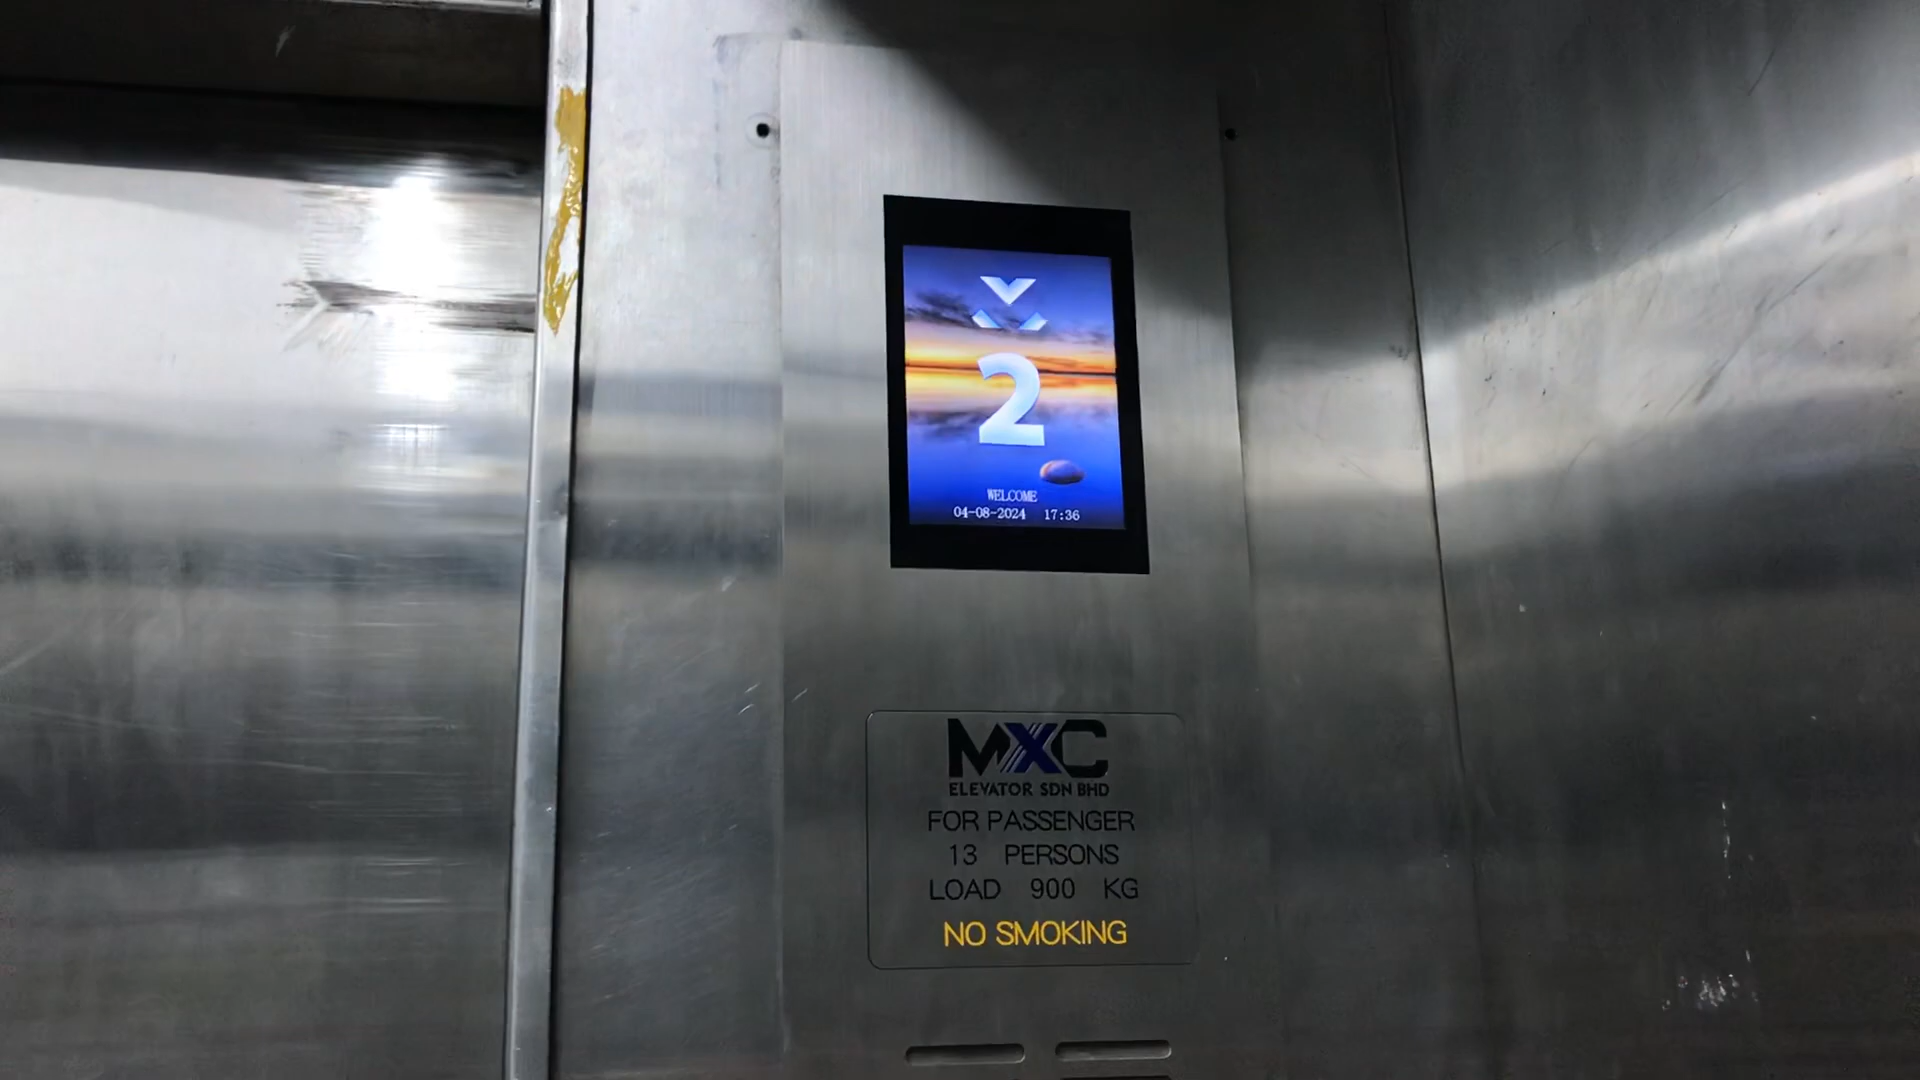 2
WELCOME
04-08-2024 17:36
MXC
ELEVATOR SDN BHD
FOR PASSENGER
13 PERSONS
LOAD 900 KG
NO SMOKING